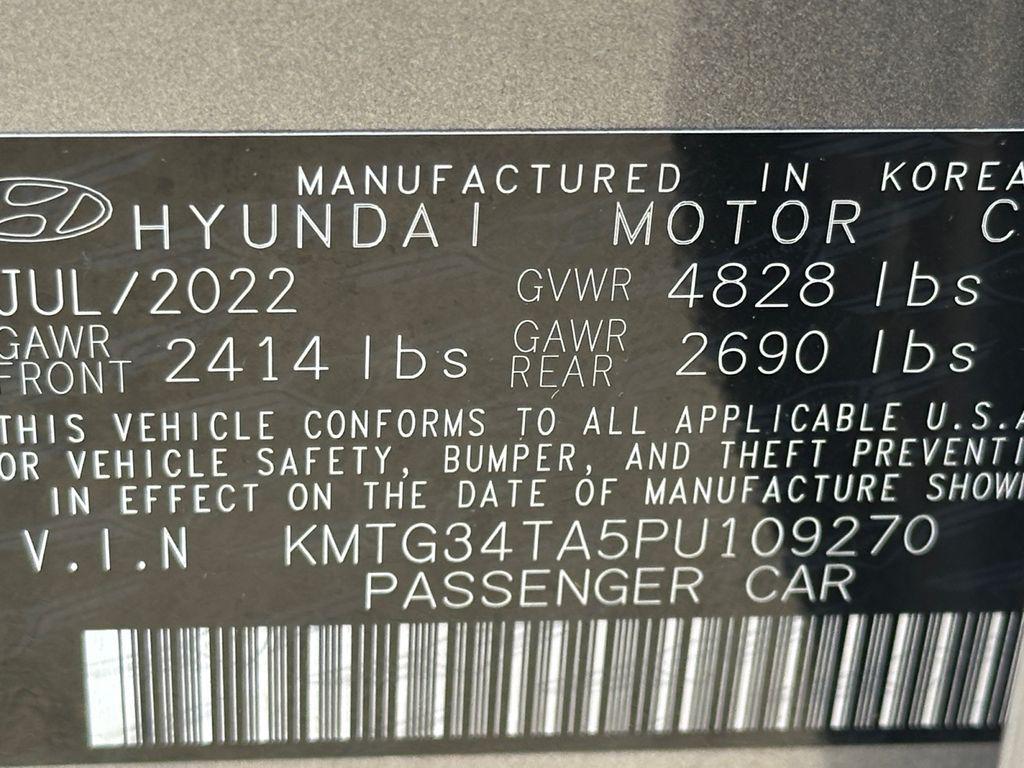 MANUFACTURED IN KOREA
HYUNDAI MOTOR C
JUL/2022 GVWR 4828 lbs
GAWR FRONT 2414 lbs GAWR REAR 2690 lbs
THIS VEHICLE CONFORMS TO ALL APPLICABLE U.S.A
OR VEHICLE SAFETY, BUMPER, AND THEFT PREVENTI
IN EFFECT ON THE DATE OF MANUFACTURE SHOW
V.I.N KMTG34TA5PU109270
PASSENGER CAR